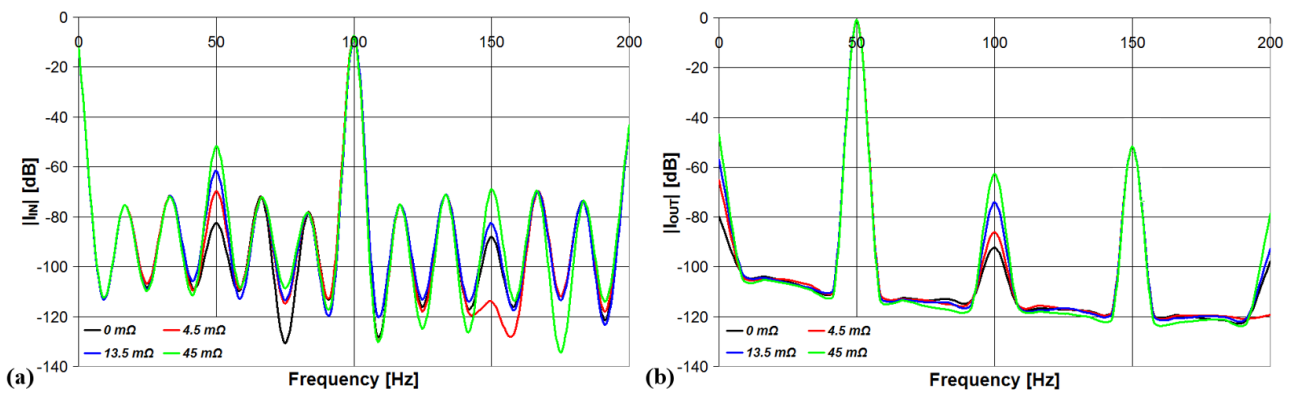 0
-20
-40
-60
-80
-100
-120
-140
0 50 100 150 200
|IIN| [dB]
0 mΩ 4.5 mΩ
13.5 mΩ 45 mΩ
Frequency [Hz]
(a)
0
-20
-40
-60
-80
-100
-120
-140
0 50 100 150 200
|IOUT| [dB]
0 mΩ 4.5 mΩ
13.5 mΩ 45 mΩ
Frequency [Hz]
(b)